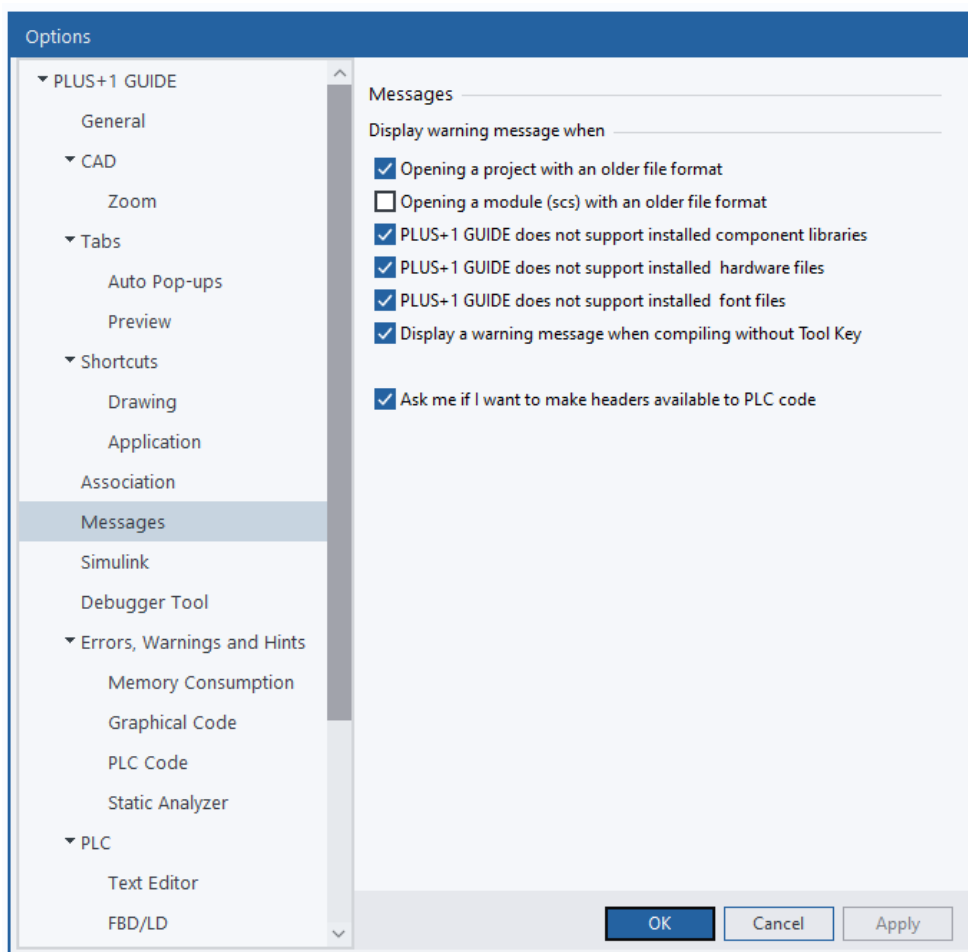 Options
PLUS+1 GUIDE
General
CAD
Zoom
Tabs
Auto Pop-ups
Preview
Shortcuts
Drawing
Application
Association
Messages
Simulink
Debugger Tool
Errors, Warnings and Hints
Memory Consumption
Graphical Code
PLC Code
Static Analyzer
PLC
Text Editor
FBD/LD
Messages
Display warning message when
Opening a project with an older file format
Opening a module (scs) with an older file format
PLUS+1 GUIDE does not support installed component libraries
PLUS+1 GUIDE does not support installed  hardware files
PLUS+1 GUIDE does not support installed  font files
Display a warning message when compiling without Tool Key
Ask me if I want to make headers available to PLC code
OK
Cancel
Apply